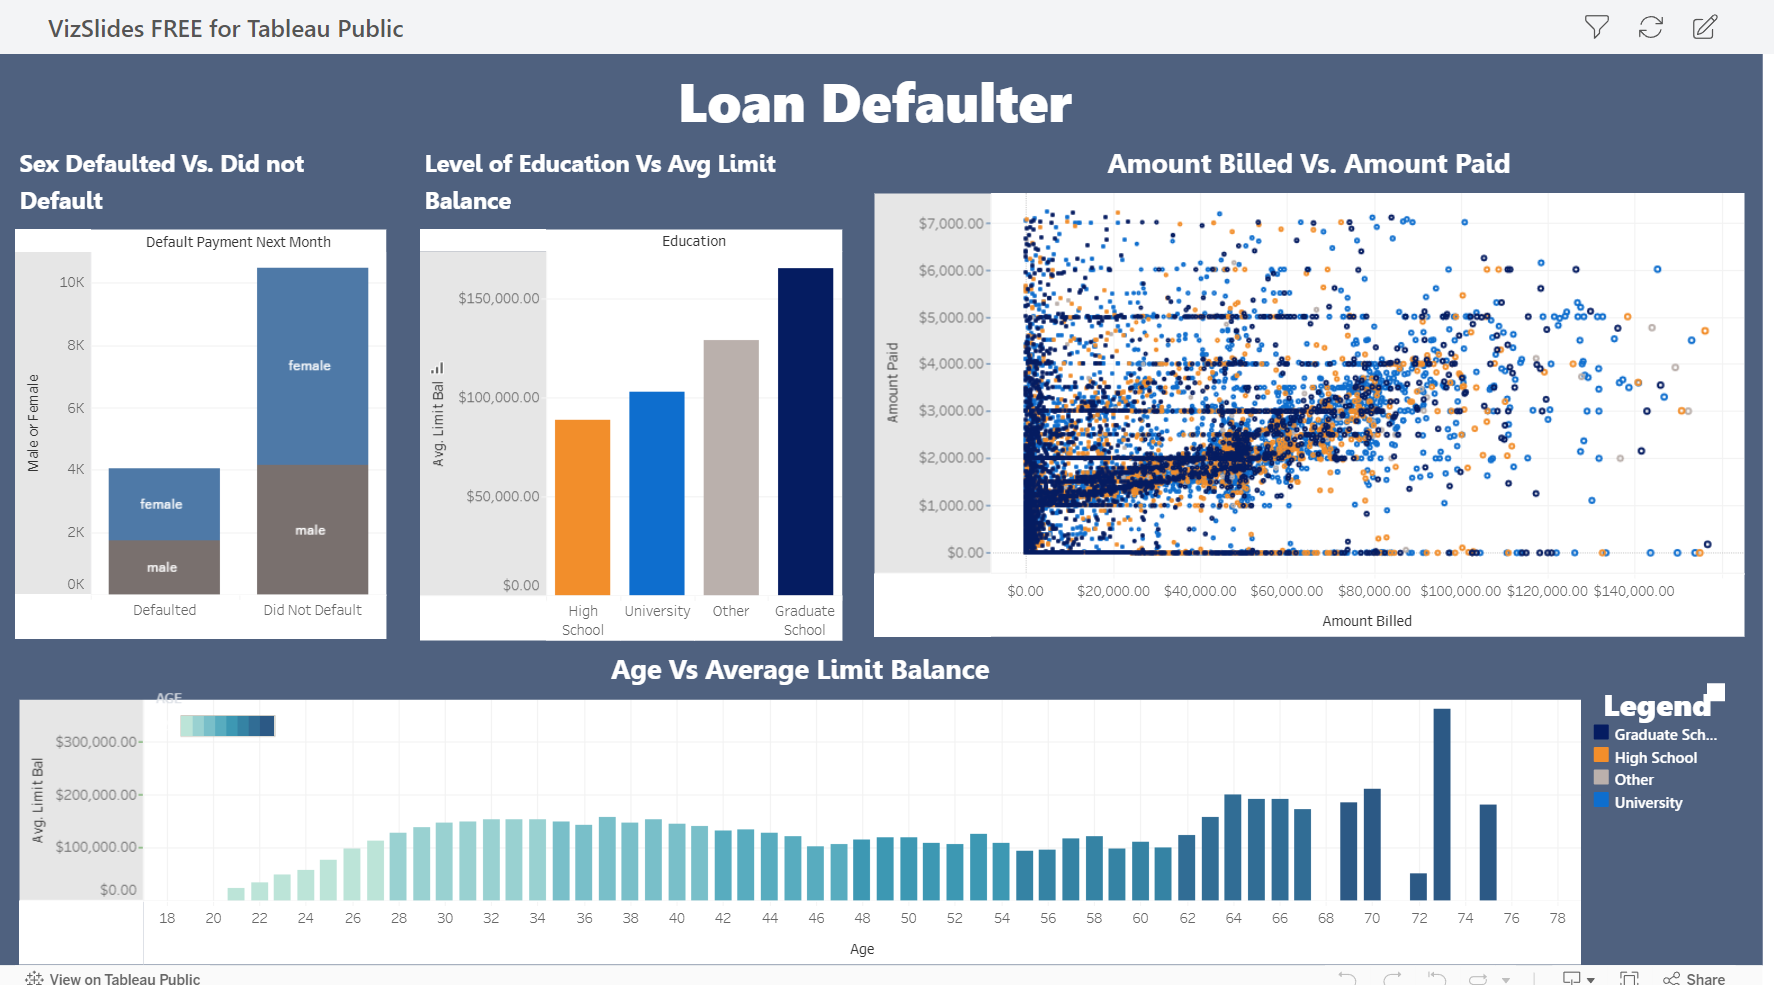 VizSlides FREE for Tableau Public
Loan Defaulter
Sex Defaulted Vs. Did not
Default
Default Payment Next Month
Male or Female
10K
8K
6K
4K
2K
0K
female
male
female
male
Defaulted
Did Not Default
Level of Education Vs Avg Limit
Balance
Education
Avg. Limit Bal
$150,000.00
$100,000.00
$50,000.00
$0.00
High
School
University
Other
Graduate
School
Amount Billed Vs. Amount Paid
Amount Paid
$7,000.00
$6,000.00
$5,000.00
$4,000.00
$3,000.00
$2,000.00
$1,000.00
$0.00
$0.00 $20,000.00 $40,000.00 $60,000.00 $80,000.00 $100,000.00 $120,000.00 $140,000.00
Amount Billed
Age Vs Average Limit Balance
AGE
Avg. Limit Bal
$300,000.00
$200,000.00
$100,000.00
$0.00
18 20 22 24 26 28 30 32 34 36 38 40 42 44 46 48 50 52 54 56 58 60 62 64 66 68 70 72 74 76 78
Age
Legend
Graduate Sch...
High School
Other
University
View on Tableau Public
Share